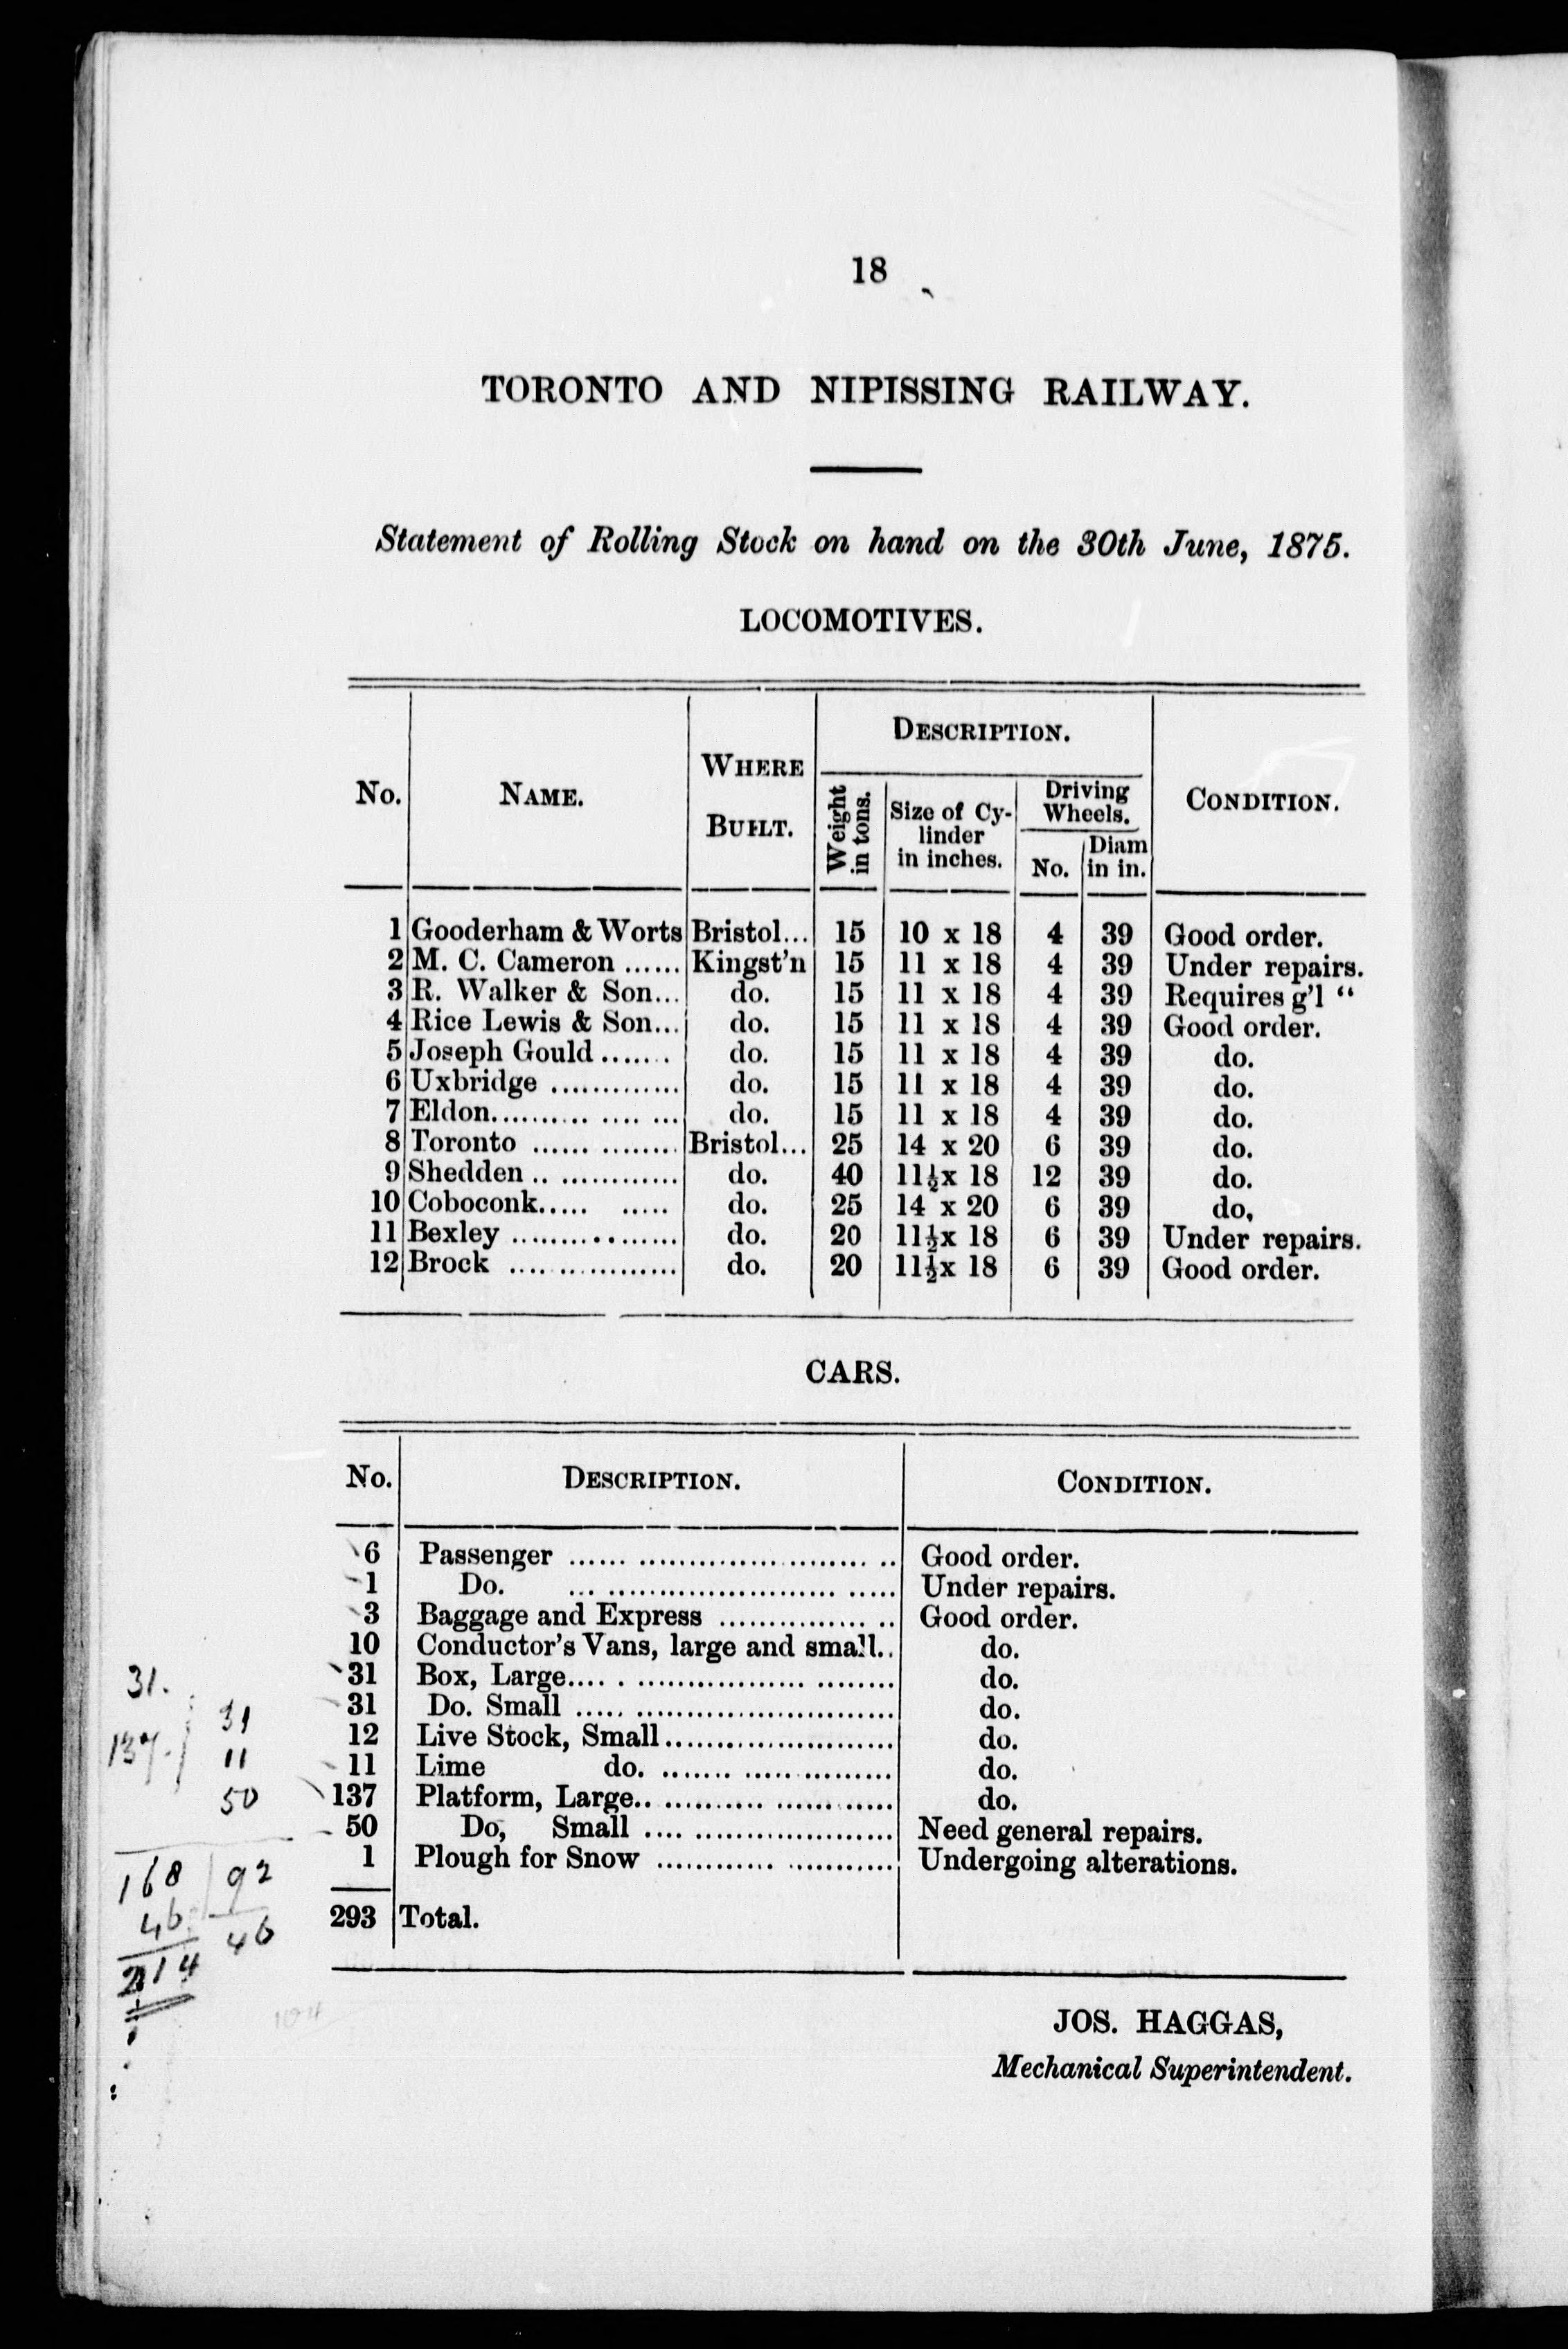 18
TORONTO AND NIPISSING RAILWAY.
Statement of Rolling Stock on hand on the 30th June, 1875.
LOCOMOTIVES.
No. NAME. WHERE BUILT. DESCRIPTION. CONDITION.
Weight in tons. Size of Cylinder in inches. Driving Wheels.
No. Diam in in.
1 Gooderham & Worts Bristol... 15 10 x 18 4 39 Good order.
2 M. C. Cameron ...... Kingst'n 15 11 x 18 4 39 Under repairs.
3 R. Walker & Son... do. 15 11 x 18 4 39 Requires g'l "
4 Rice Lewis & Son... do. 15 11 x 18 4 39 Good order.
5 Joseph Gould ....... do. 15 11 x 18 4 39 do.
6 Uxbridge ............. do. 15 11 x 18 4 39 do.
7 Eldon.......... .... ... do. 15 11 x 18 4 39 do.
8 Toronto ...... ........ Bristol... 25 14 x 20 6 39 do.
9 Shedden .. ............. do. 40 11½ x 18 12 39 do.
10 Coboconk..... ..... do. 25 14 x 20 6 39 do,
11 Bexley ................ do. 20 11½ x 18 6 39 Under repairs.
12 Brock ................ do. 20 11½ x 18 6 39 Good order.
CARS.
No. DESCRIPTION. CONDITION.
6 Passenger ...... .......................... .. Good order.
1 Do. ... .......................... ..... Under repairs.
3 Baggage and Express ............... .. Good order.
10 Conductor's Vans, large and small.. do.
31 Box, Large..... . ................... ......... do.
31 Do. Small ..... ............................. do.
12 Live Stock, Small........................ do.
11 Lime do. ........ ..... ........... do.
137 Platform, Large.. ........... ............ do.
50 Do, Small .... ...................... Need general repairs.
1 Plough for Snow ............ ............ Undergoing alterations.
293 Total.
31.
137.
31
11
50
168 92
46 46
214
104
JOS. HAGGAS,
Mechanical Superintendent.